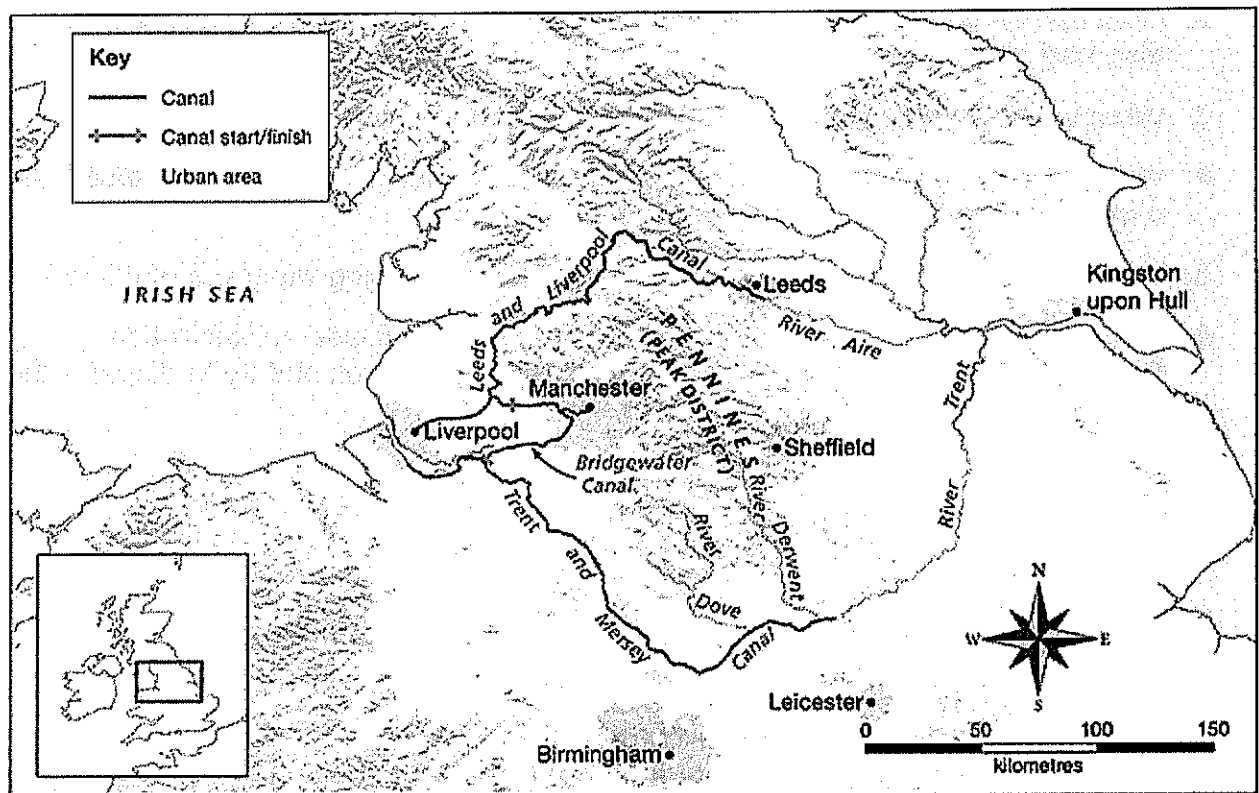 Key
Canal
Canal start/finish
Urban area
IRISH SEA
Leeds and Liverpool Canal
Leeds
Kingston
upon Hull
River Aire
PENNINES
(PEAK DISTRICT)
Manchester
Liverpool
Sheffield
Bridgewater
Canal
River Trent
River Derwent
River Dove
Trent and Mersey Canal
N
W
E
S
Leicester
Birmingham
0 50 100 150
kilometres